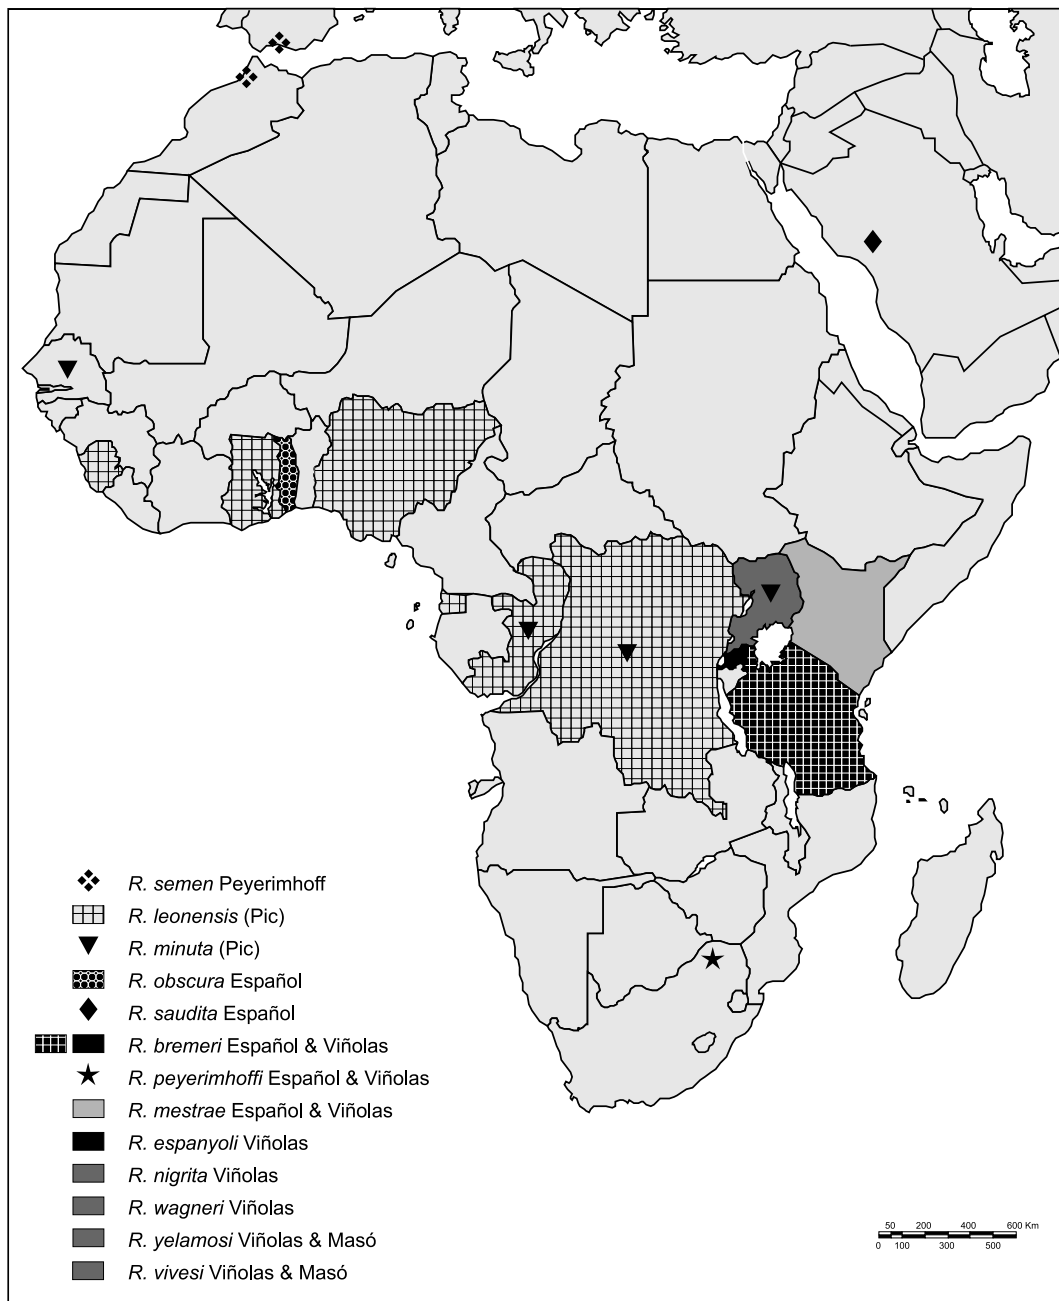 R. semen Peyerimhoff
R. leonensis (Pic)
R. minuta (Pic)
R. obscura Español
R. saudita Español
R. bremeri Español & Viñolas
R. peyerimhoffi Español & Viñolas
R. mestrae Español & Viñolas
R. espanyoli Viñolas
R. nigrita Viñolas
R. wagneri Viñolas
R. yelamosi Viñolas & Masó
R. vivesi Viñolas & Masó
50 200 400 600 Km
0 100 300 500